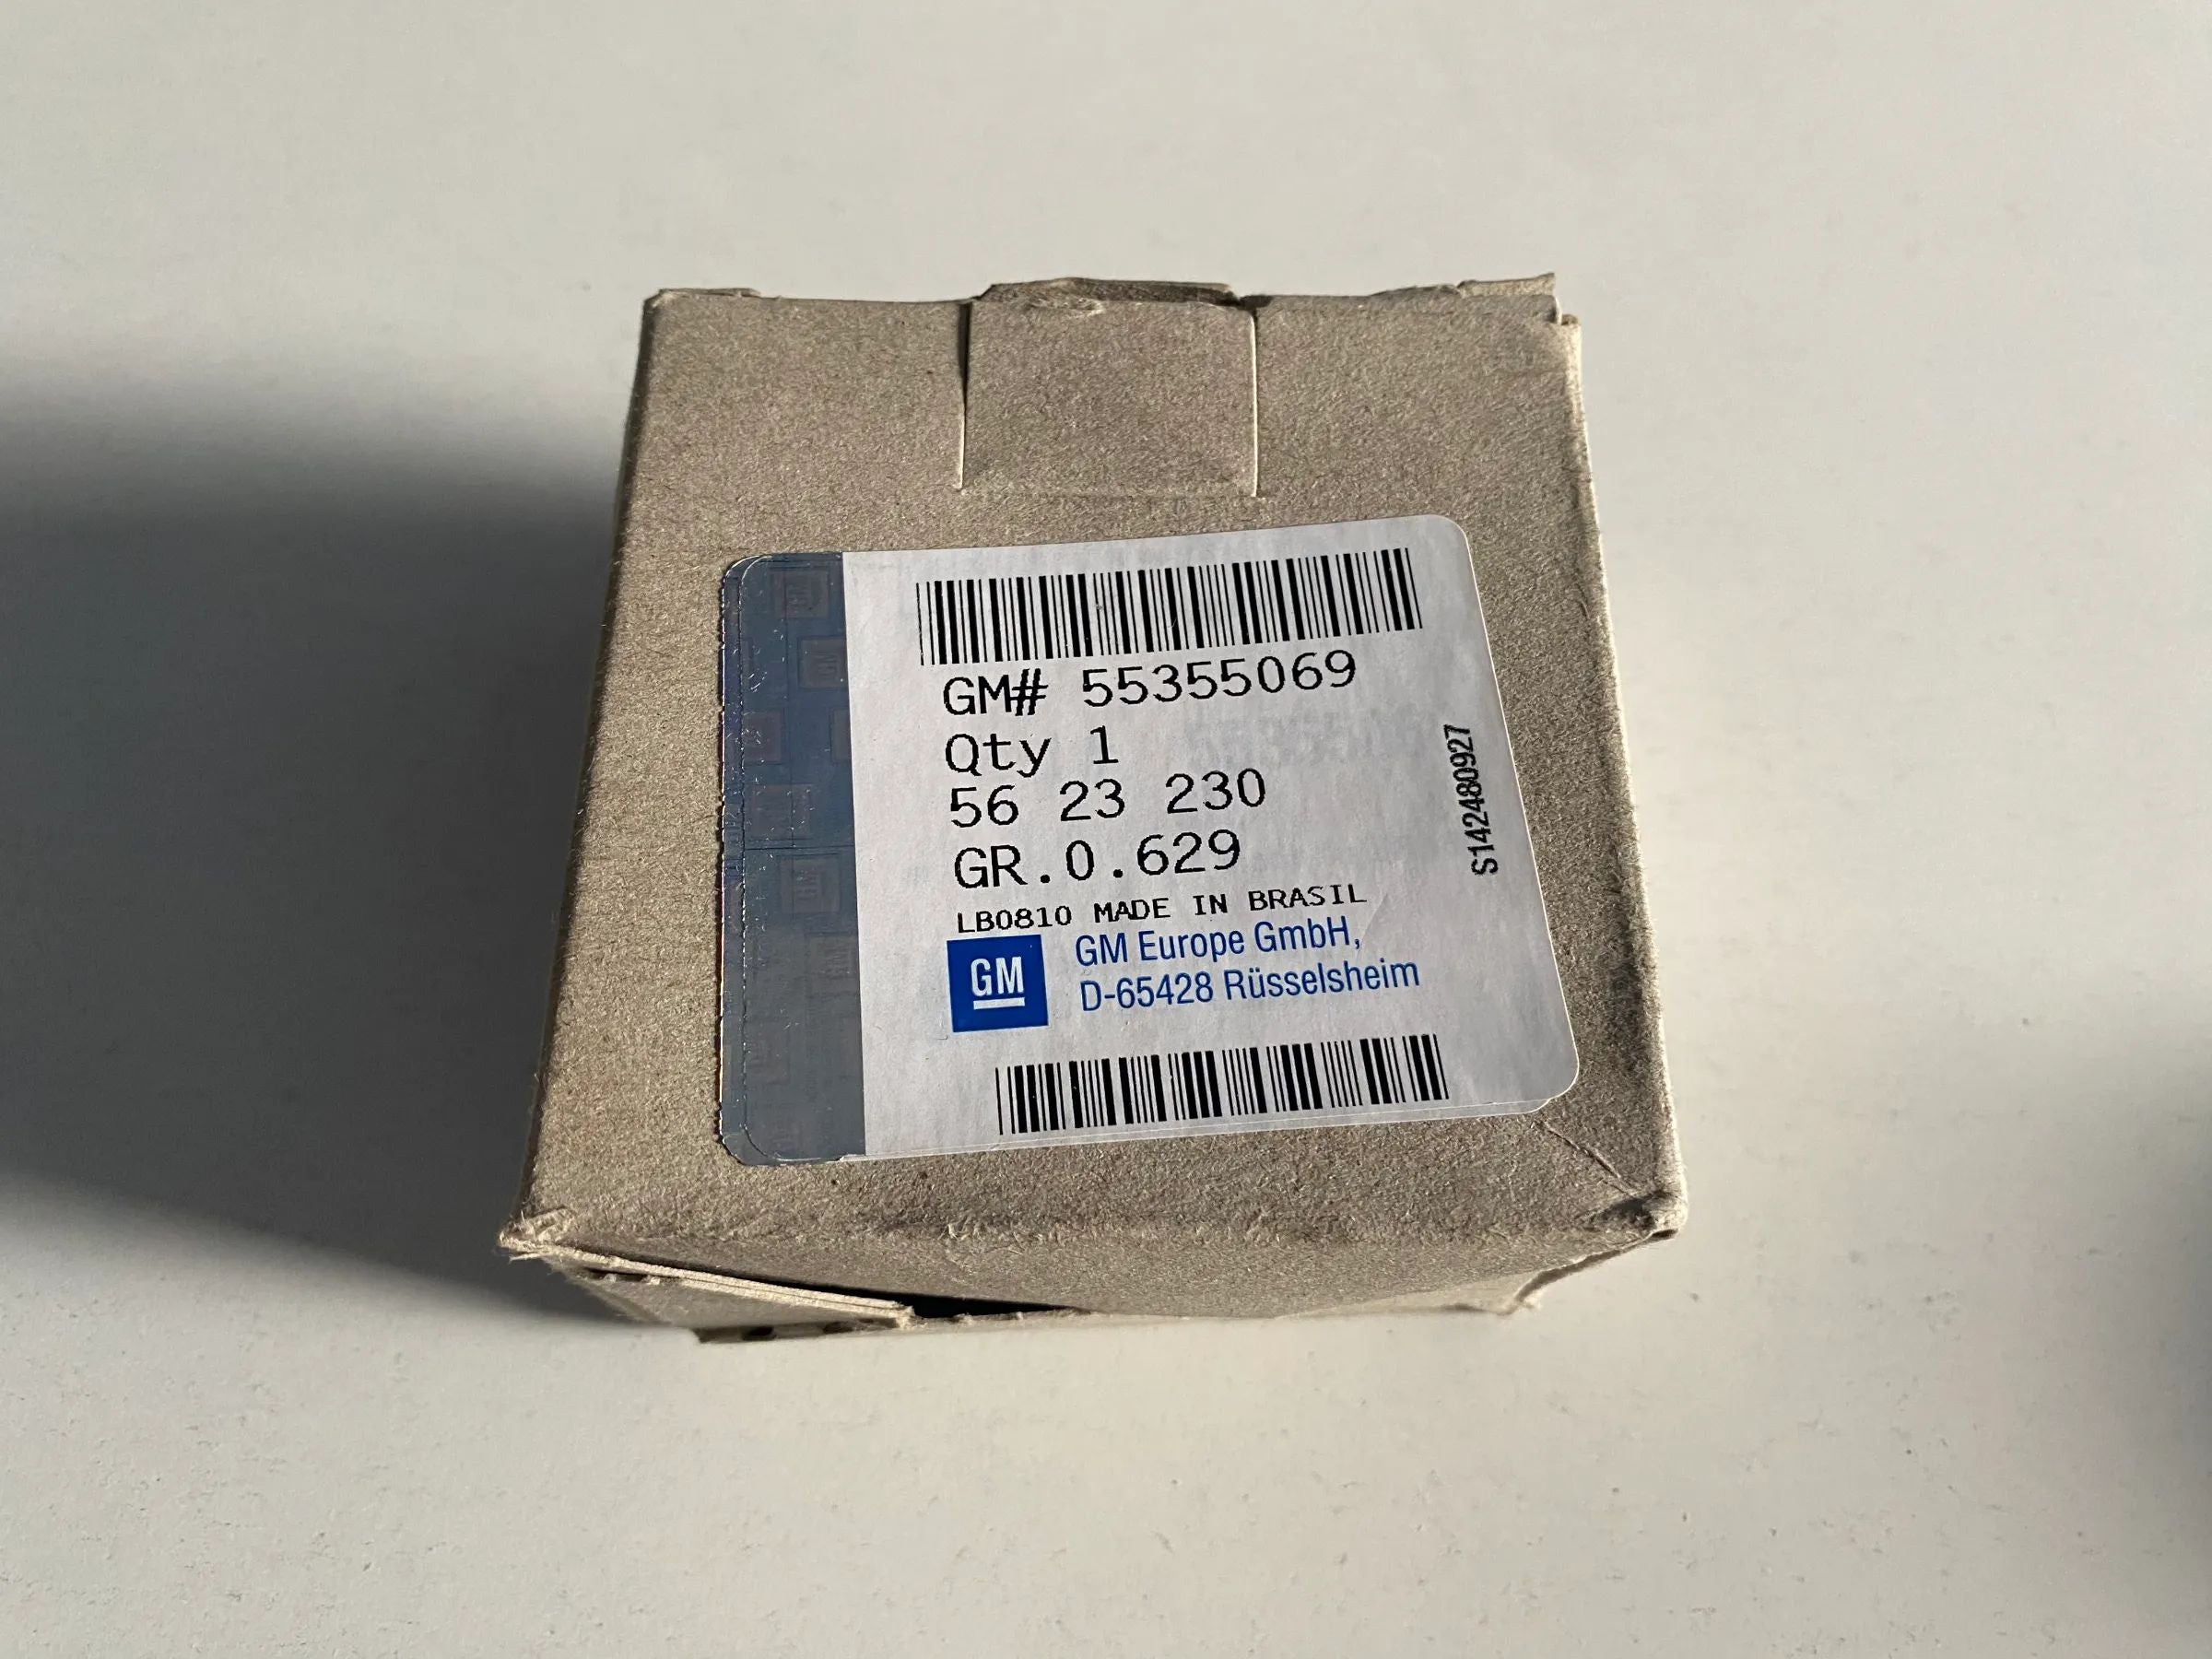 GM# 55355069
Qty 1
56 23 230
GR.0.629
LB0810 MADE IN BRASIL
GM
GM Europe GmbH,
D-65428 Rüsselsheim
S142480927